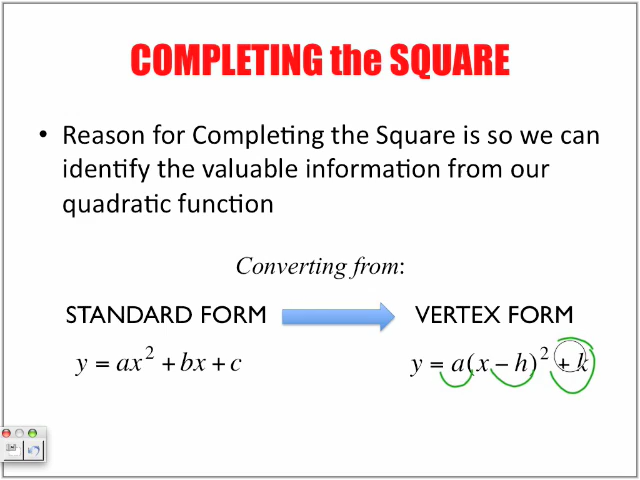 COMPLETING the SQUARE
• Reason for Completing the Square is so we can
identify the valuable information from our
quadratic function
Converting from:
STANDARD FORM VERTEX FORM
y = ax² + bx + c y = a(x − h)² + k